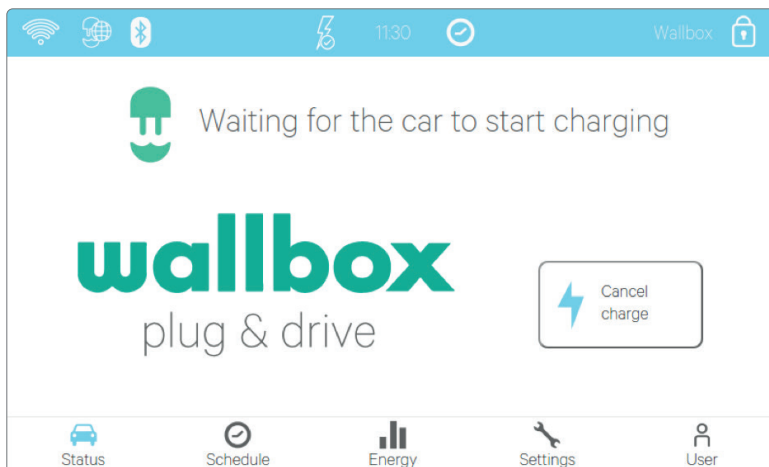 11:30
Wallbox
Waiting for the car to start charging
wallbox
plug & drive
Cancel
charge
Status
Schedule
Energy
Settings
User